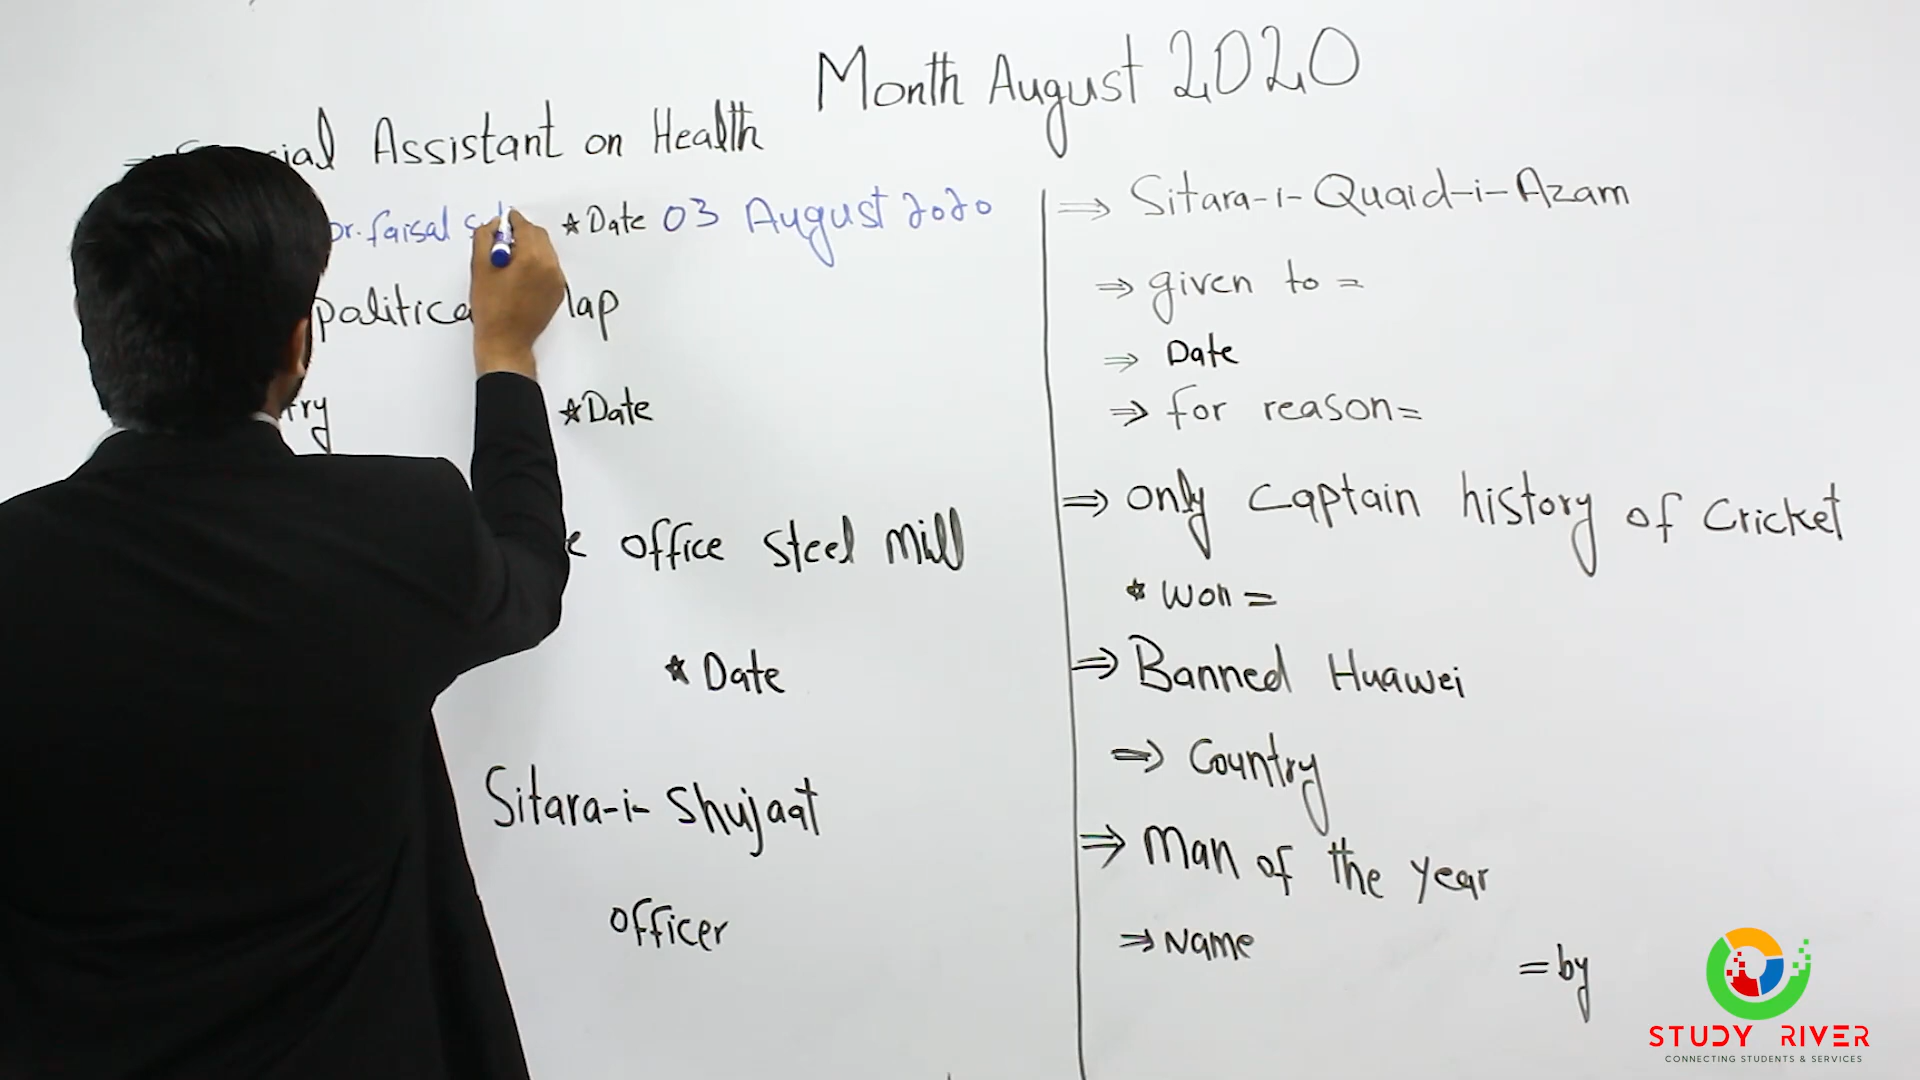 Month August 2020
Assistant on Health
Dr. faisal
★Date 03 August 2020
political
★Date
office steel mill
★ Date
Sitara-i-Shujaat
officer
⇒ Sitara-i-Quaid-i-Azam
⇒ given to =
⇒ Date
⇒ for reason=
⇒ only captain history of Cricket
★ Won =
⇒ Banned Huawei
⇒ Country
⇒ Man of the year
⇒ Name
= by
STUDY RIVER
CONNECTING STUDENTS & SERVICES